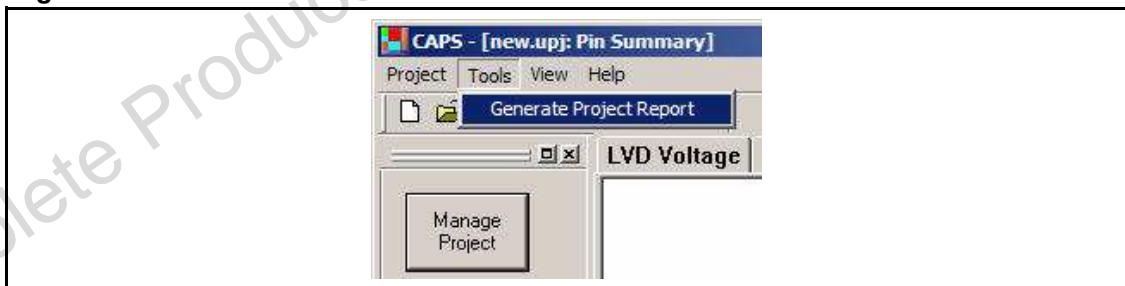 CAPS - [new.upj: Pin Summary]
Project Tools View Help
Generate Project Report
LVD Voltage
Manage
Project